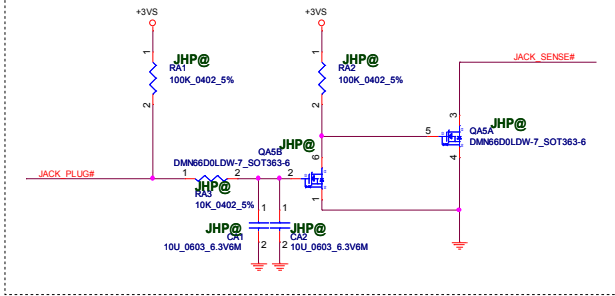 +3VS
+3VS
1
JHP@
RA1
100K_0402_5%
2
1
JHP@
RA2
100K_0402_5%
2
JACK_SENSE#
3
JHP@
5
QA5A
DMN66D0LDW-7_SOT363-6
4
JHP@
QA5B
DMN66D0LDW-7_SOT363-6
6
2
1
JACK_PLUG#
1
2
JHP@
RA3
10K_0402_5%
1
1
JHP@
CA1
2
10U_0603_6.3V6M
JHP@
CA2
2
10U_0603_6.3V6M